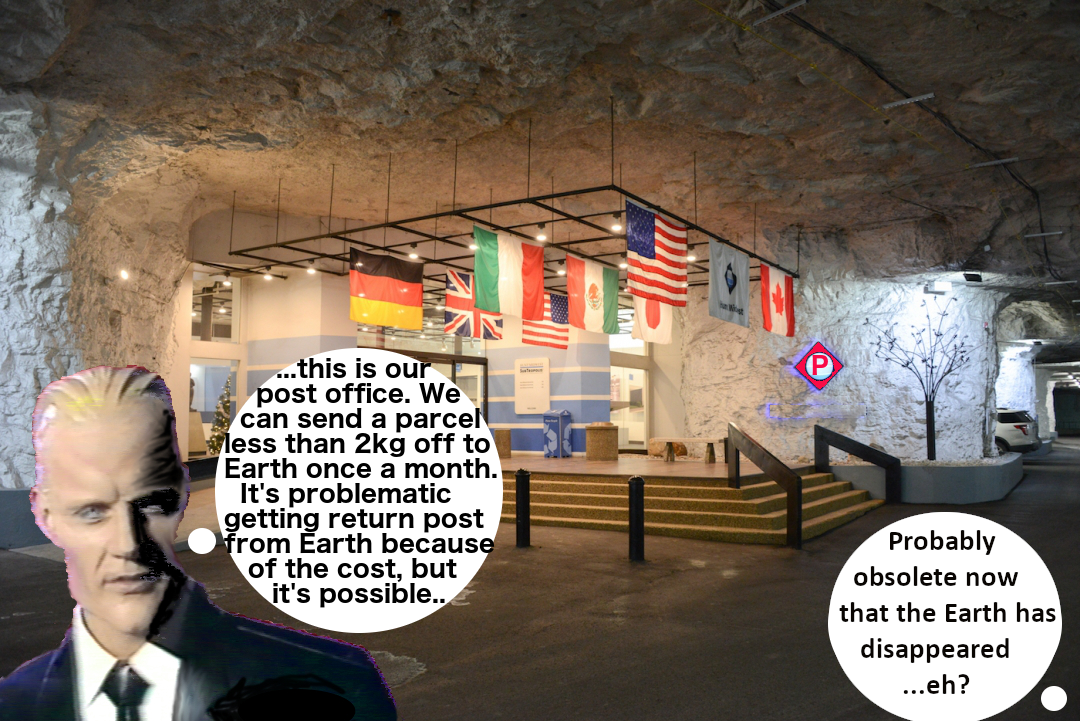 ...this is our
post office. We
can send a parcel
less than 2kg off to
Earth once a month.
It's problematic
getting return post
from Earth because
of the cost, but
it's possible..
P
Probably
obsolete now
that the Earth has
disappeared
...eh?